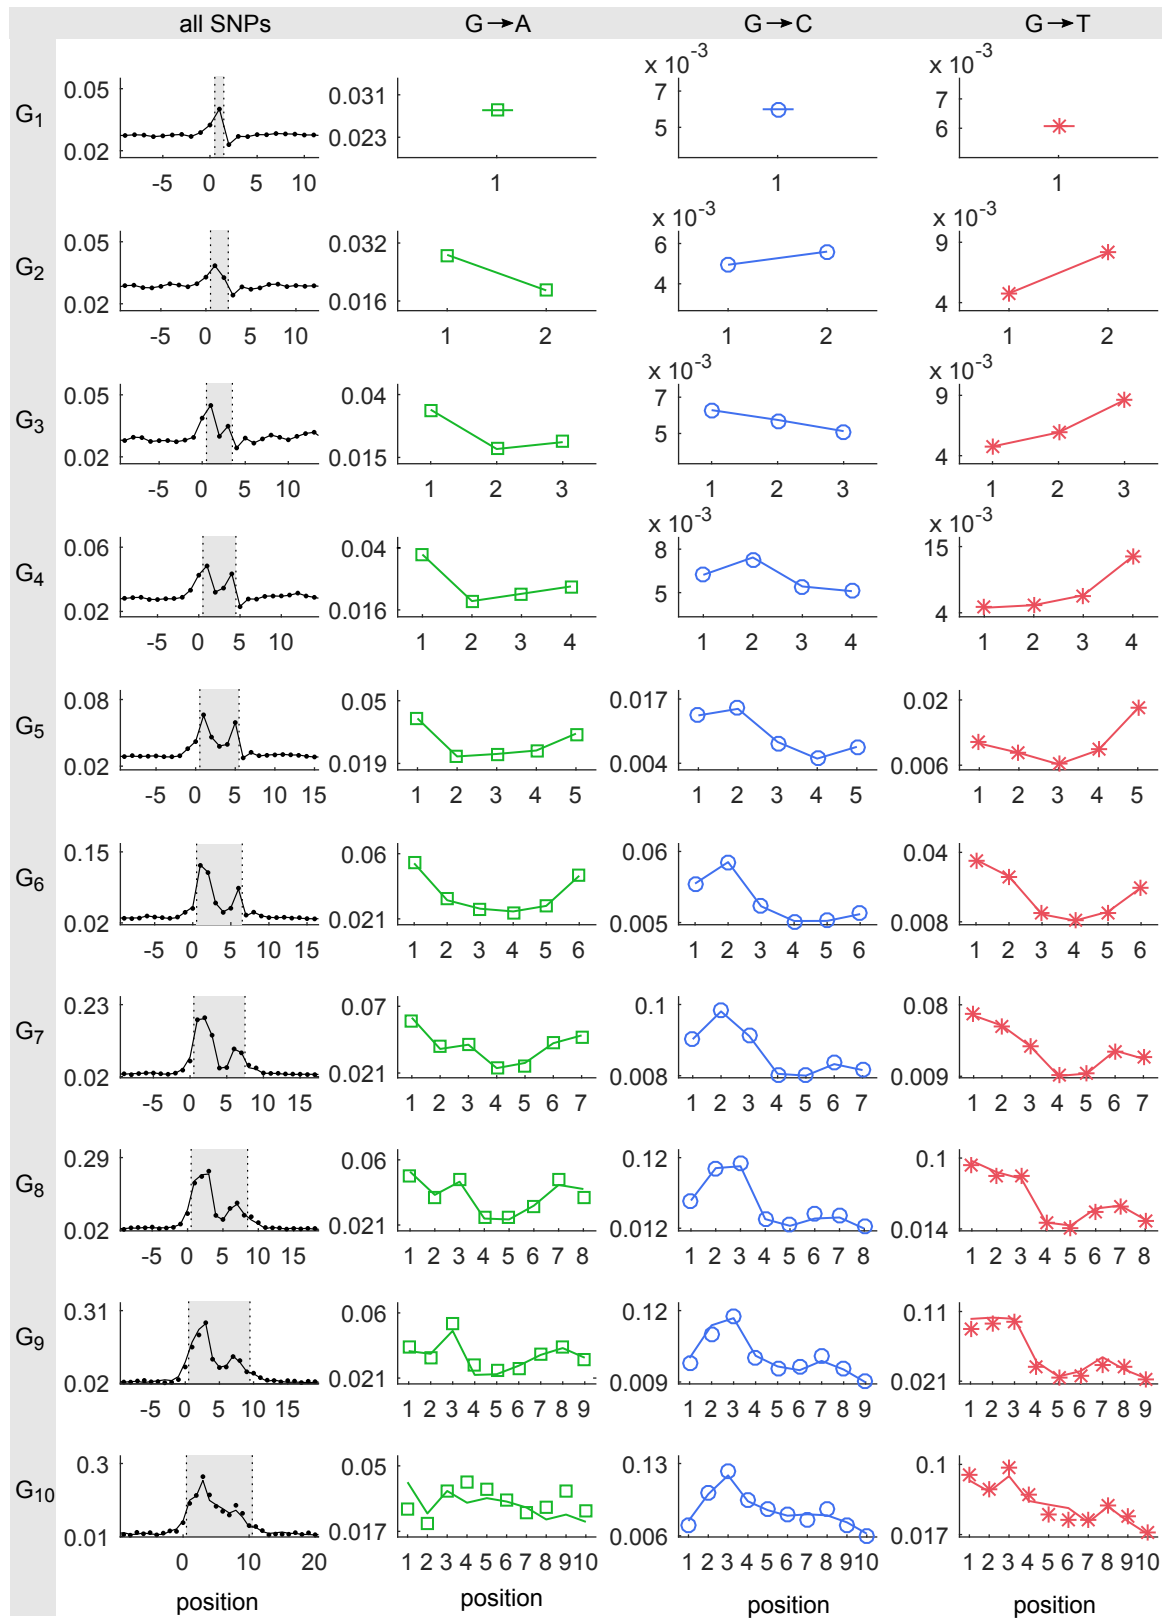 all SNPs G→A G→C G→T
x 10⁻³ x 10⁻³
G₁ 0.05 0.02 0.031 0.023 7 5 7 6
-5 0 5 10 1 1 1
x 10⁻³ x 10⁻³
G₂ 0.05 0.02 0.032 0.016 6 4 9 4
-5 0 5 10 1 2 1 2 1 2
x 10⁻³ x 10⁻³
G₃ 0.05 0.02 0.04 0.015 7 5 9 4
-5 0 5 10 1 2 3 1 2 3 1 2 3
x 10⁻³ x 10⁻³
G₄ 0.06 0.02 0.04 0.016 8 5 15 4
-5 0 5 10 1 2 3 4 1 2 3 4 1 2 3 4
G₅ 0.08 0.02 0.05 0.019 0.017 0.004 0.02 0.006
-5 0 5 10 15 1 2 3 4 5 1 2 3 4 5 1 2 3 4 5
G₆ 0.15 0.02 0.06 0.021 0.06 0.005 0.04 0.008
-5 0 5 10 15 1 2 3 4 5 6 1 2 3 4 5 6 1 2 3 4 5 6
G₇ 0.23 0.02 0.07 0.021 0.1 0.008 0.08 0.009
-5 0 5 10 15 1 2 3 4 5 6 7 1 2 3 4 5 6 7 1 2 3 4 5 6 7
G₈ 0.29 0.02 0.06 0.021 0.12 0.012 0.1 0.014
-5 0 5 10 15 1 2 3 4 5 6 7 8 1 2 3 4 5 6 7 8 1 2 3 4 5 6 7 8
G₉ 0.31 0.02 0.06 0.021 0.12 0.009 0.11 0.021
-5 0 5 10 15 1 2 3 4 5 6 7 8 9 1 2 3 4 5 6 7 8 9 1 2 3 4 5 6 7 8 9
G₁₀ 0.3 0.01 0.05 0.017 0.13 0.006 0.1 0.017
0 10 20 1 2 3 4 5 6 7 8 9 10 1 2 3 4 5 6 7 8 9 10 1 2 3 4 5 6 7 8 9 10
position position position position